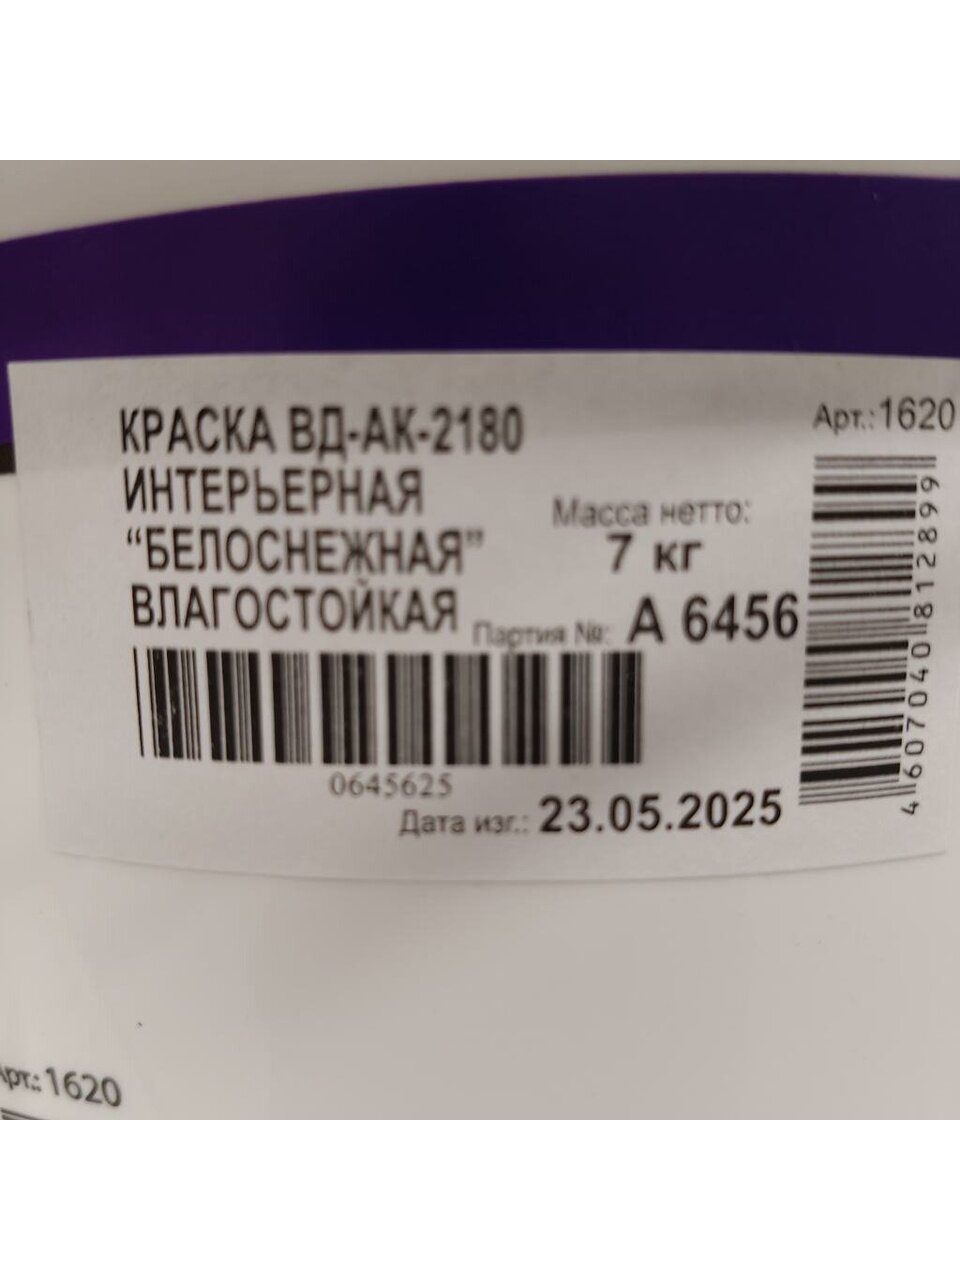 КРАСКА ВД-АК-2180
ИНТЕРЬЕРНАЯ
“БЕЛОСНЕЖНАЯ”
ВЛАГОСТОЙКАЯ
Арт.:1620
Масса нетто:
7 кг
Партия №: А 6456
0645625
Дата изг.: 23.05.2025
4607040812899
Арт.: 1620